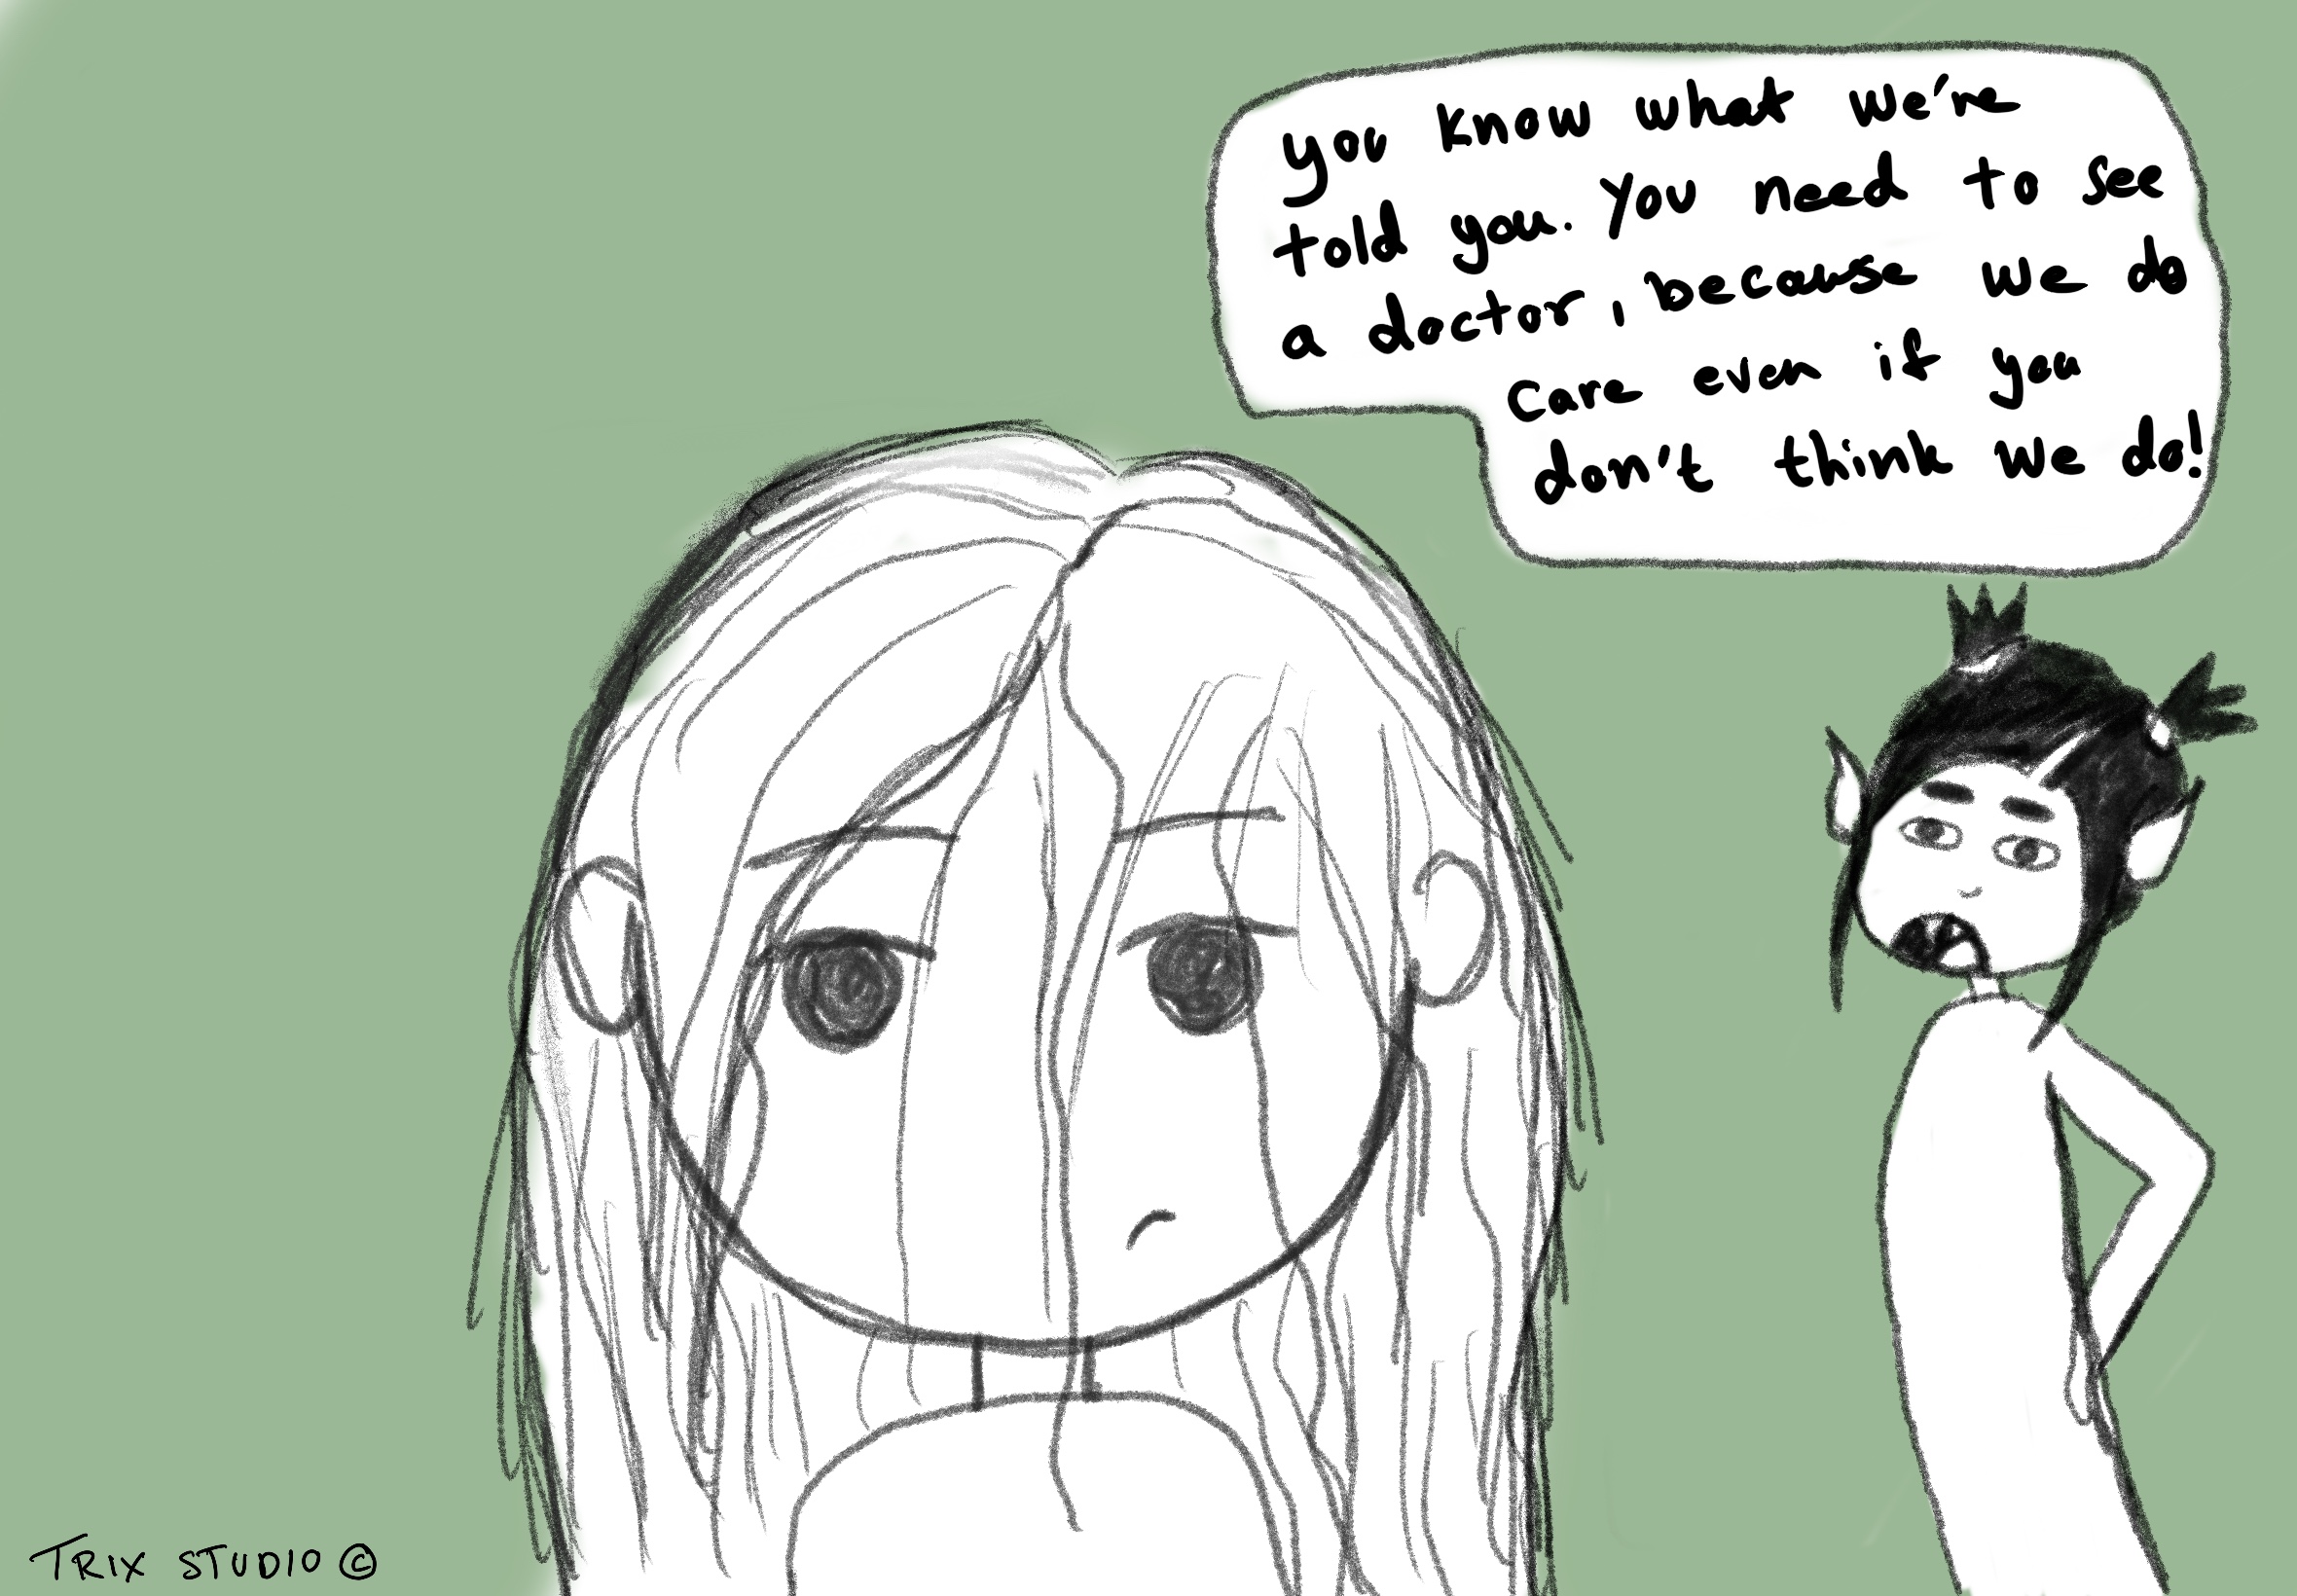 you know what we're
told you. You need to see
a doctor, because we do
care even if you
don't think we do!
TRIX STUDIO ©